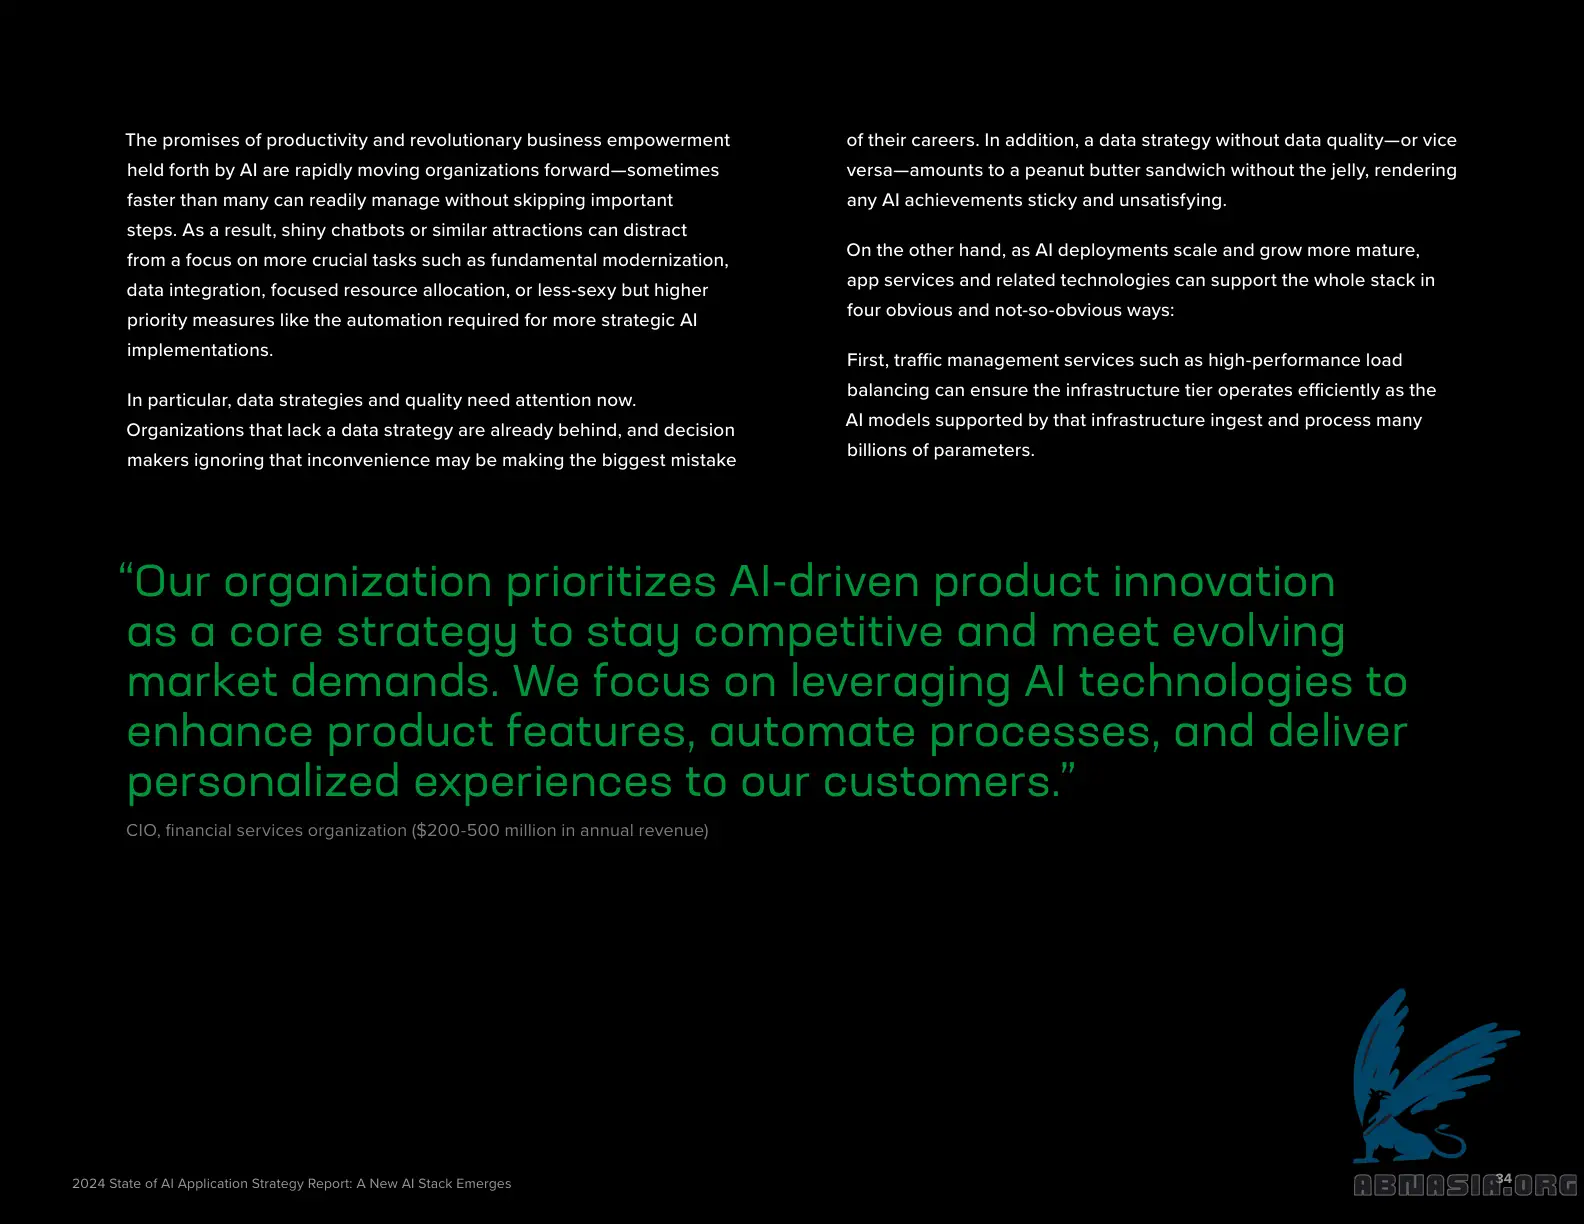 The promises of productivity and revolutionary business empowerment
held forth by AI are rapidly moving organizations forward—sometimes
faster than many can readily manage without skipping important
steps. As a result, shiny chatbots or similar attractions can distract
from a focus on more crucial tasks such as fundamental modernization,
data integration, focused resource allocation, or less-sexy but higher
priority measures like the automation required for more strategic AI
implementations.
In particular, data strategies and quality need attention now.
Organizations that lack a data strategy are already behind, and decision
makers ignoring that inconvenience may be making the biggest mistake
of their careers. In addition, a data strategy without data quality—or vice
versa—amounts to a peanut butter sandwich without the jelly, rendering
any AI achievements sticky and unsatisfying.
On the other hand, as AI deployments scale and grow more mature,
app services and related technologies can support the whole stack in
four obvious and not-so-obvious ways:
First, traffic management services such as high-performance load
balancing can ensure the infrastructure tier operates efficiently as the
AI models supported by that infrastructure ingest and process many
billions of parameters.
“Our organization prioritizes AI-driven product innovation
as a core strategy to stay competitive and meet evolving
market demands. We focus on leveraging AI technologies to
enhance product features, automate processes, and deliver
personalized experiences to our customers.”
CIO, financial services organization ($200-500 million in annual revenue)
2024 State of AI Application Strategy Report: A New AI Stack Emerges
34
ABNASIA.ORG